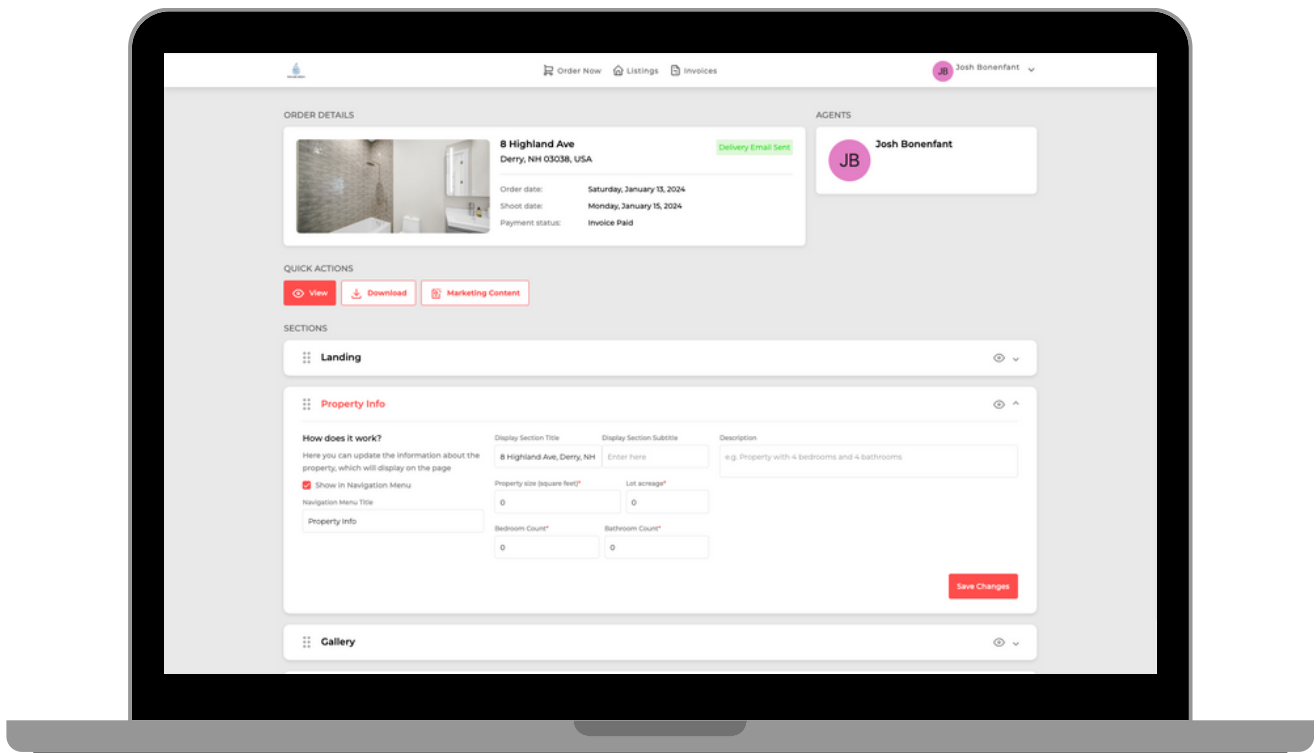 Order Now
Listings
Invoices
JB
Josh Bonenfant
ORDER DETAILS
AGENTS
8 Highland Ave
Derry, NH 03038, USA
Delivery Email Sent
Order date: Saturday, January 13, 2024
Shoot date: Monday, January 15, 2024
Payment status: Invoice Paid
JB
Josh Bonenfant
QUICK ACTIONS
View
Download
Marketing Content
SECTIONS
Landing
Property Info
How does it work?
Here you can update the information about the
property, which will display on the page
Show in Navigation Menu
Navigation Menu Title
Property Info
Display Section Title
8 Highland Ave, Derry, NH
Display Section Subtitle
Enter here
Description
e.g. Property with 4 bedrooms and 4 bathrooms
Property size (square feet)*
0
Lot acreage*
0
Bedroom Count*
0
Bathroom Count*
0
Save Changes
Gallery